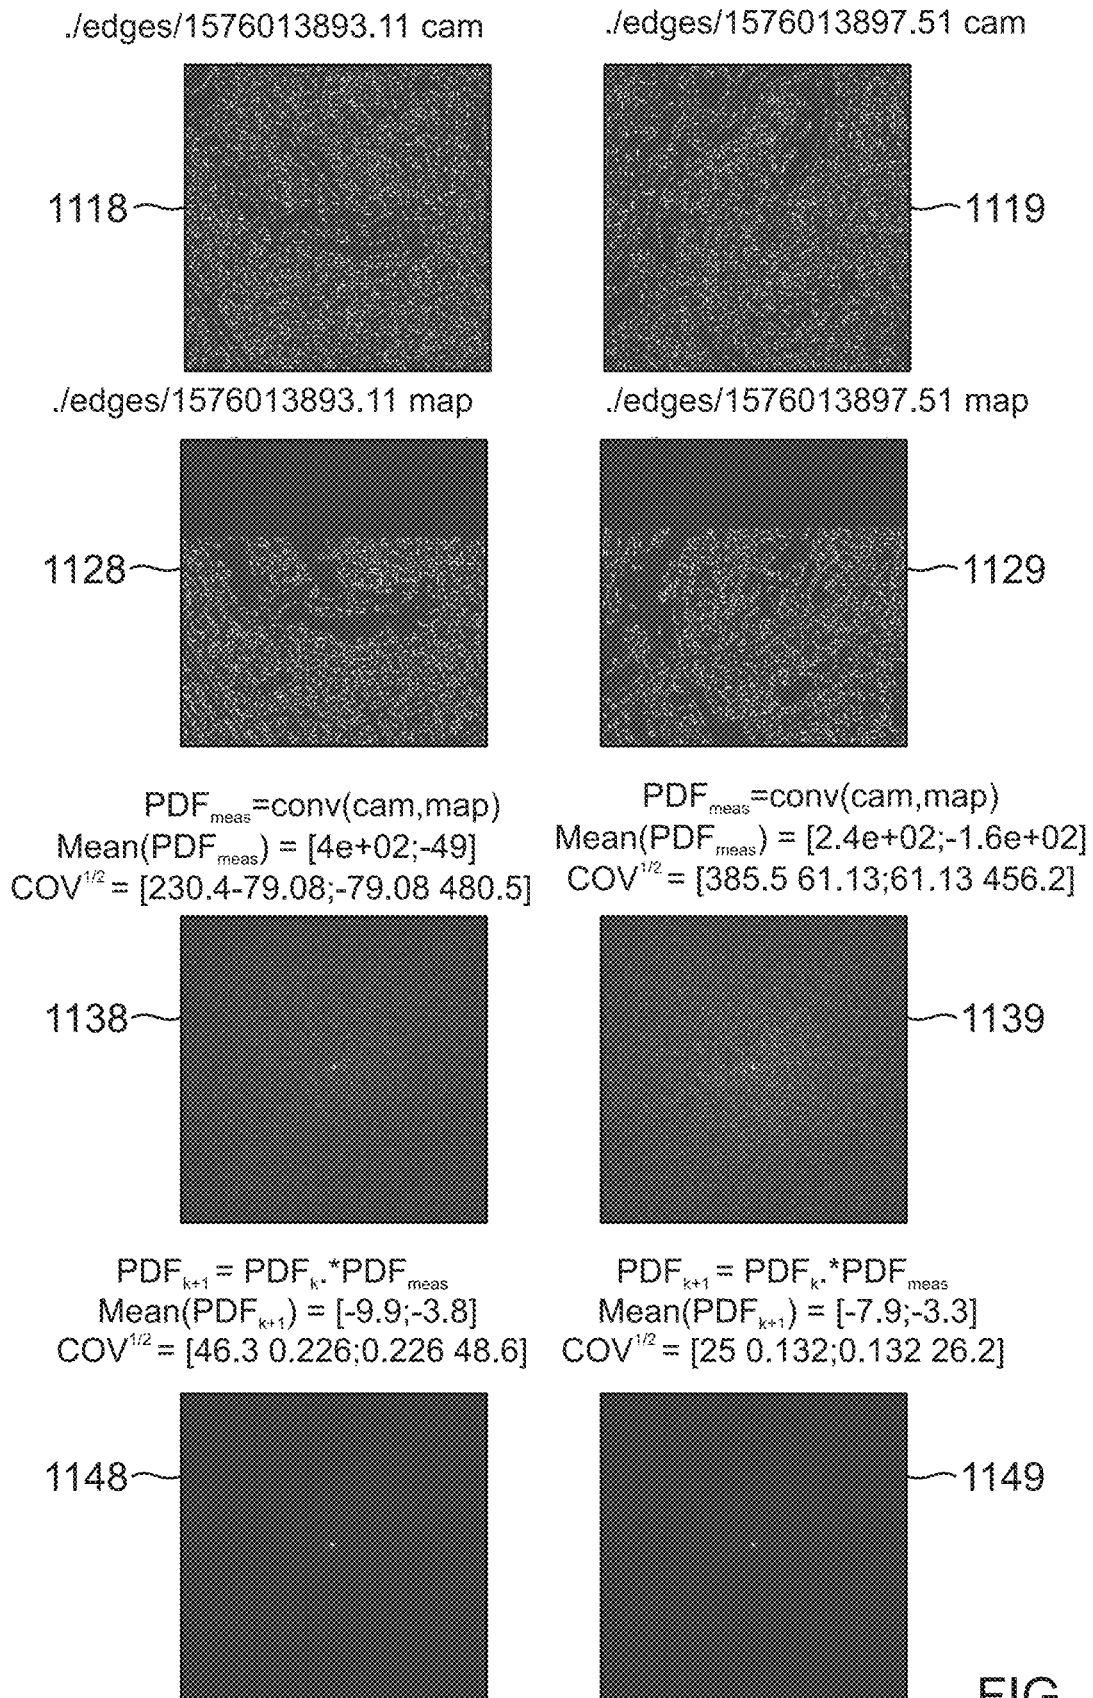 ./edges/1576013893.11 cam
./edges/1576013897.51 cam
1118
1119
./edges/1576013893.11 map
./edges/1576013897.51 map
1128
1129
PDFmeas=conv(cam,map)
Mean(PDFmeas) = [4e+02;-49]
COV1/2 = [230.4-79.08;-79.08 480.5]
PDFmeas=conv(cam,map)
Mean(PDFmeas) = [2.4e+02;-1.6e+02]
COV1/2 = [385.5 61.13;61.13 456.2]
1138
1139
PDFk+1 = PDFk.*PDFmeas
Mean(PDFk+1) = [-9.9;-3.8]
COV1/2 = [46.3 0.226;0.226 48.6]
PDFk+1 = PDFk.*PDFmeas
Mean(PDFk+1) = [-7.9;-3.3]
COV1/2 = [25 0.132;0.132 26.2]
1148
1149
FIG